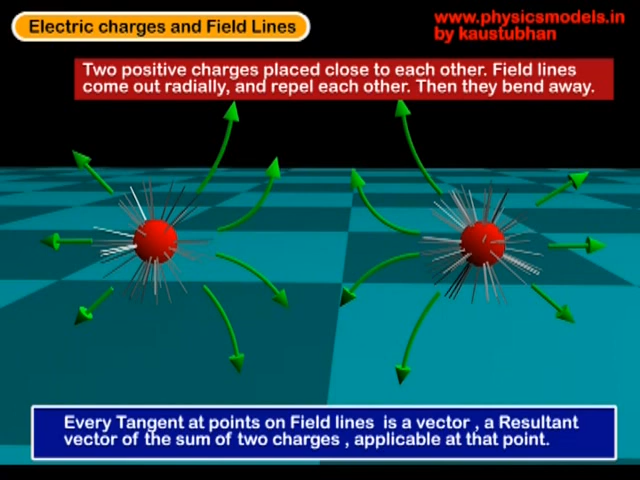 Electric charges and Field Lines
www.physicsmodels.in
by kaustubhan
Two positive charges placed close to each other. Field lines
come out radially, and repel each other. Then they bend away.
Every Tangent at points on Field lines is a vector , a Resultant
vector of the sum of two charges , applicable at that point.